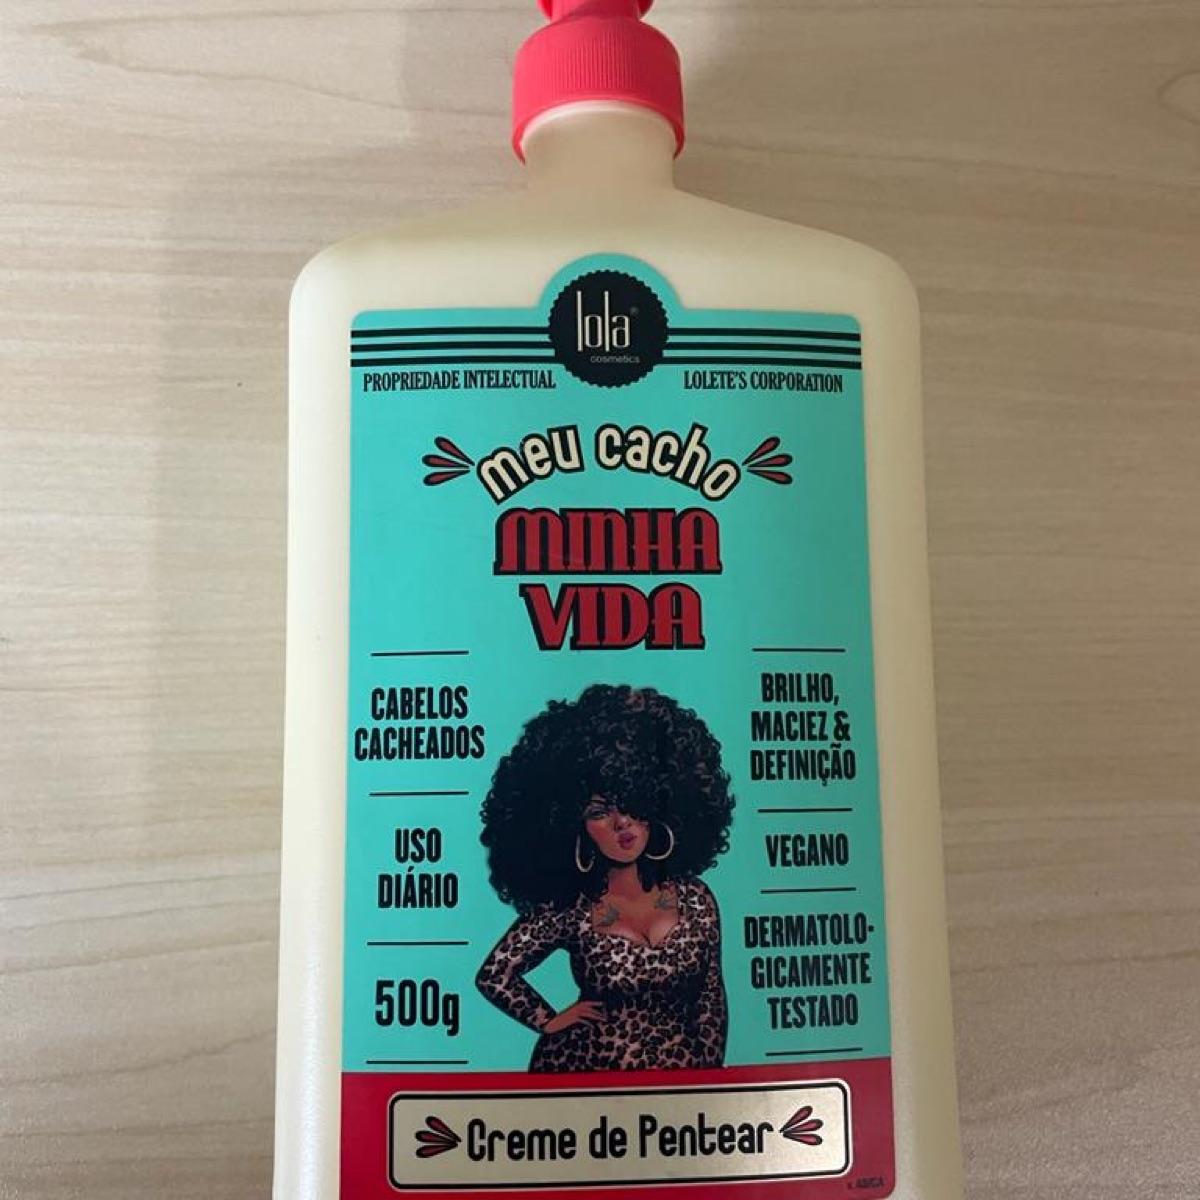 lola®
cosmetics
PROPRIEDADE INTELECTUAL
LOLETE'S CORPORATION
meu cacho
MINHA
VIDA
CABELOS
CACHEADOS
USO
DIÁRIO
500g
BRILHO,
MACIEZ &
DEFINIÇÃO
VEGANO
DERMATOLO-
GICAMENTE
TESTADO
Creme de Pentear